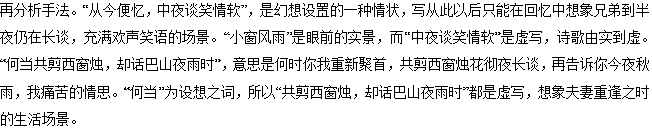 再分析手法。“从今便忆，中夜谈笑情软”，是幻想设置的一种情状，写从此以后只能在回忆中想象兄弟到半
夜仍在长谈，充满欢声笑语的场景。“小窗风雨”是眼前的实景，而“中夜谈笑情软”是虚写，诗歌由实到虚。
“何当共剪西窗烛，却话巴山夜雨时”，意思是何时你我重新聚首，共剪西窗烛花彻夜长谈，再告诉你今夜秋
雨，我痛苦的情思。“何当”为设想之词，所以“共剪西窗烛，却话巴山夜雨时”都是虚写，想象夫妻重逢之时
的生活场景。